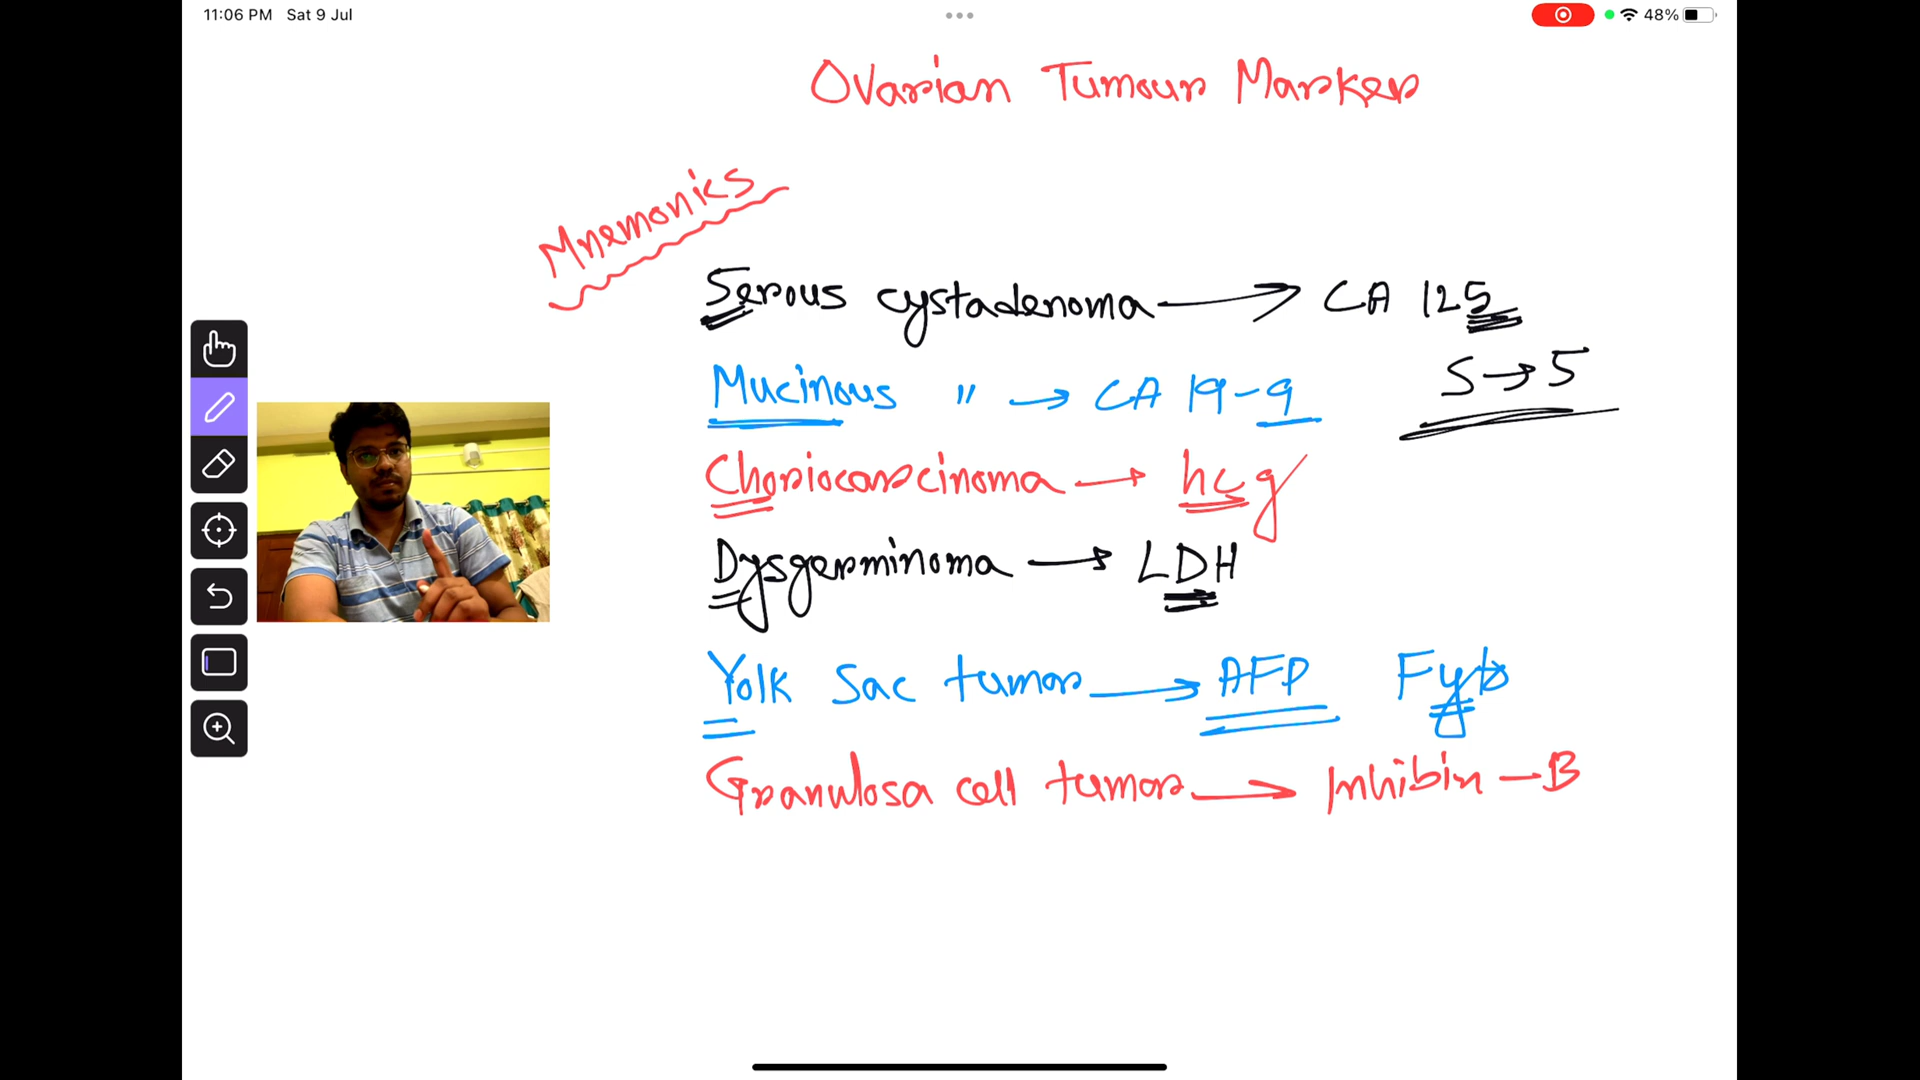 11:06 PM Sat 9 Jul
48%
Ovarian Tumour Marker
Mnemonics
Serous cystadenoma → CA 125
S → 5
Mucinous " → CA 19-9
Choriocarcinoma → hcg
Dysgerminoma → LDH
Yolk Sac tumor → AFP
Granulosa cell tumor → Inhibin - B